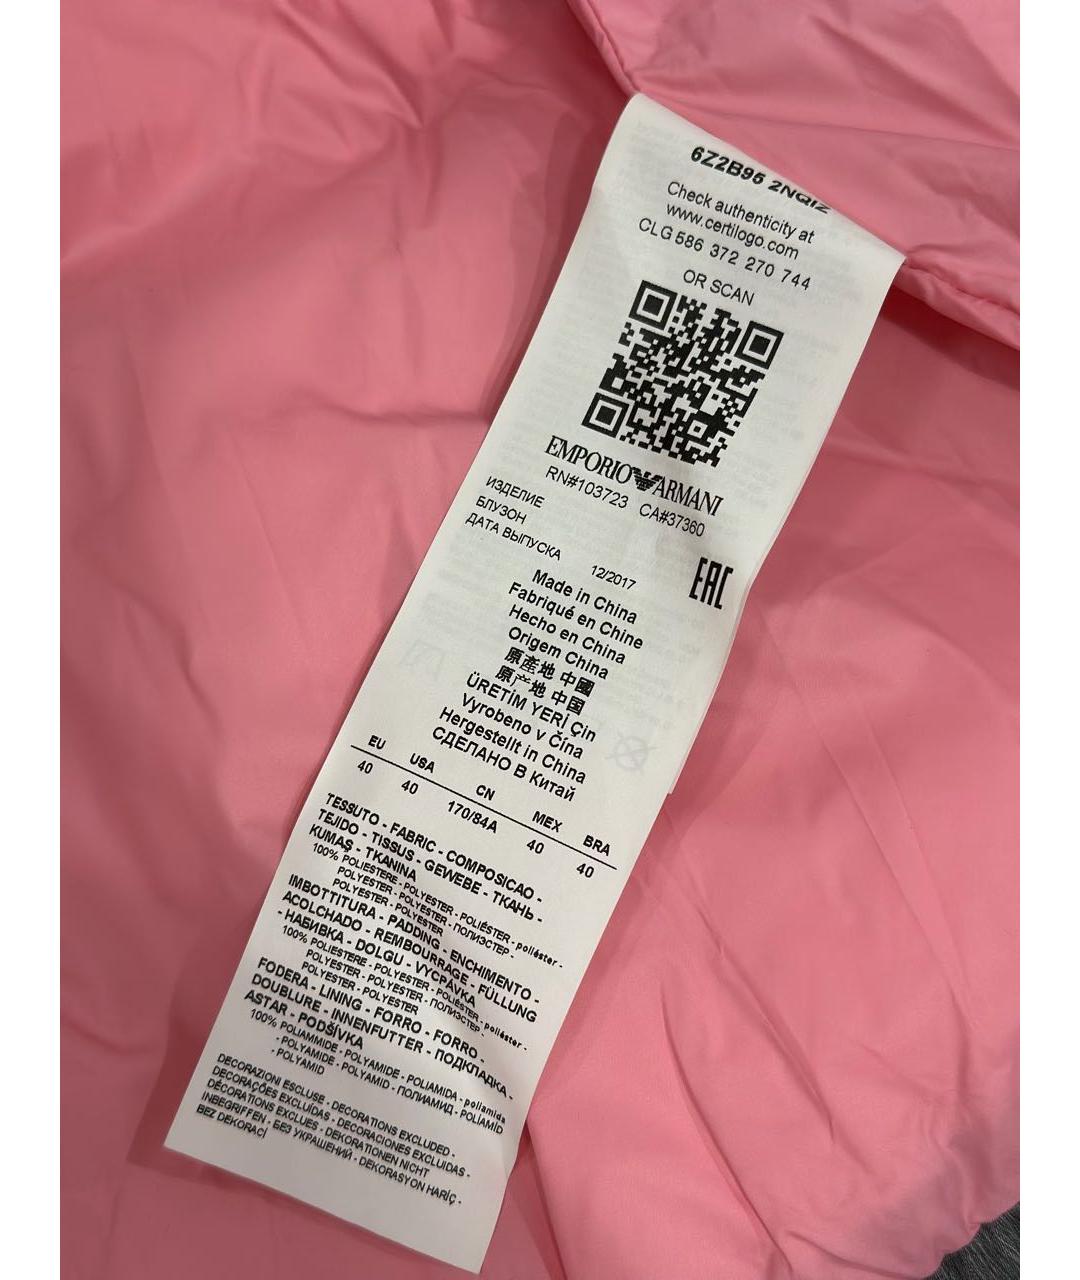 6Z2B95 2NQIZ
Check authenticity at
www.certilogo.com
CLG 586 372 270 744
OR SCAN
EMPORIO ARMANI
RN#103723 CA#37360
ИЗДЕЛИЕ
БЛУЗОН
ДАТА ВЫПУСКА 12/2017
EAC
Made in China
Fabriqué en Chine
Hecho en China
Origem China
原產地 中國
原产地 中国
ÜRETİM YERİ Çin
Vyrobeno v Čína
Hergestellt in China
СДЕЛАНО В Китай
EU USA CN MEX BRA
40 40 170/84A 40 40
TESSUTO - FABRIC - COMPOSICAO -
TEJIDO - TISSUS - GEWEBE - ТКАНЬ -
KUMAŞ - TKANINA
100% POLIESTERE - POLYESTER - POLIÉSTER - poliéster -
POLYESTER - POLYESTER - ПОЛИЭСТЕР -
POLYESTER - POLYESTER
IMBOTTITURA - PADDING - ENCHIMENTO -
ACOLCHADO - REMBOURRAGE - FÜLLUNG
- НАБИВКА - DOLGU - VYCPÁVKA
100% POLIESTERE - POLYESTER - POLIÉSTER - poliéster -
POLYESTER - POLYESTER - ПОЛИЭСТЕР -
POLYESTER - POLYESTER
FODERA - LINING - FORRO - FORRO -
DOUBLURE - INNENFUTTER - ПОДКЛАДКА -
ASTAR - PODŠÍVKA
100% POLIAMMIDE - POLYAMIDE - POLIAMIDA - poliamida
- POLYAMIDE - POLYAMID - ПОЛИАМИД - POLİAMİD
- POLYAMID
DECORAZIONI ESCLUSE - DECORATIONS EXCLUDED -
DECORAÇÕES EXCLUÍDAS - DECORACIONES EXCLUIDAS -
DÉCORATIONS EXCLUES - DEKORATIONEN NICHT
INBEGRIFFEN - БЕЗ УКРАШЕНИЙ - DEKORASYON HARİÇ -
BEZ DEKORACÍ